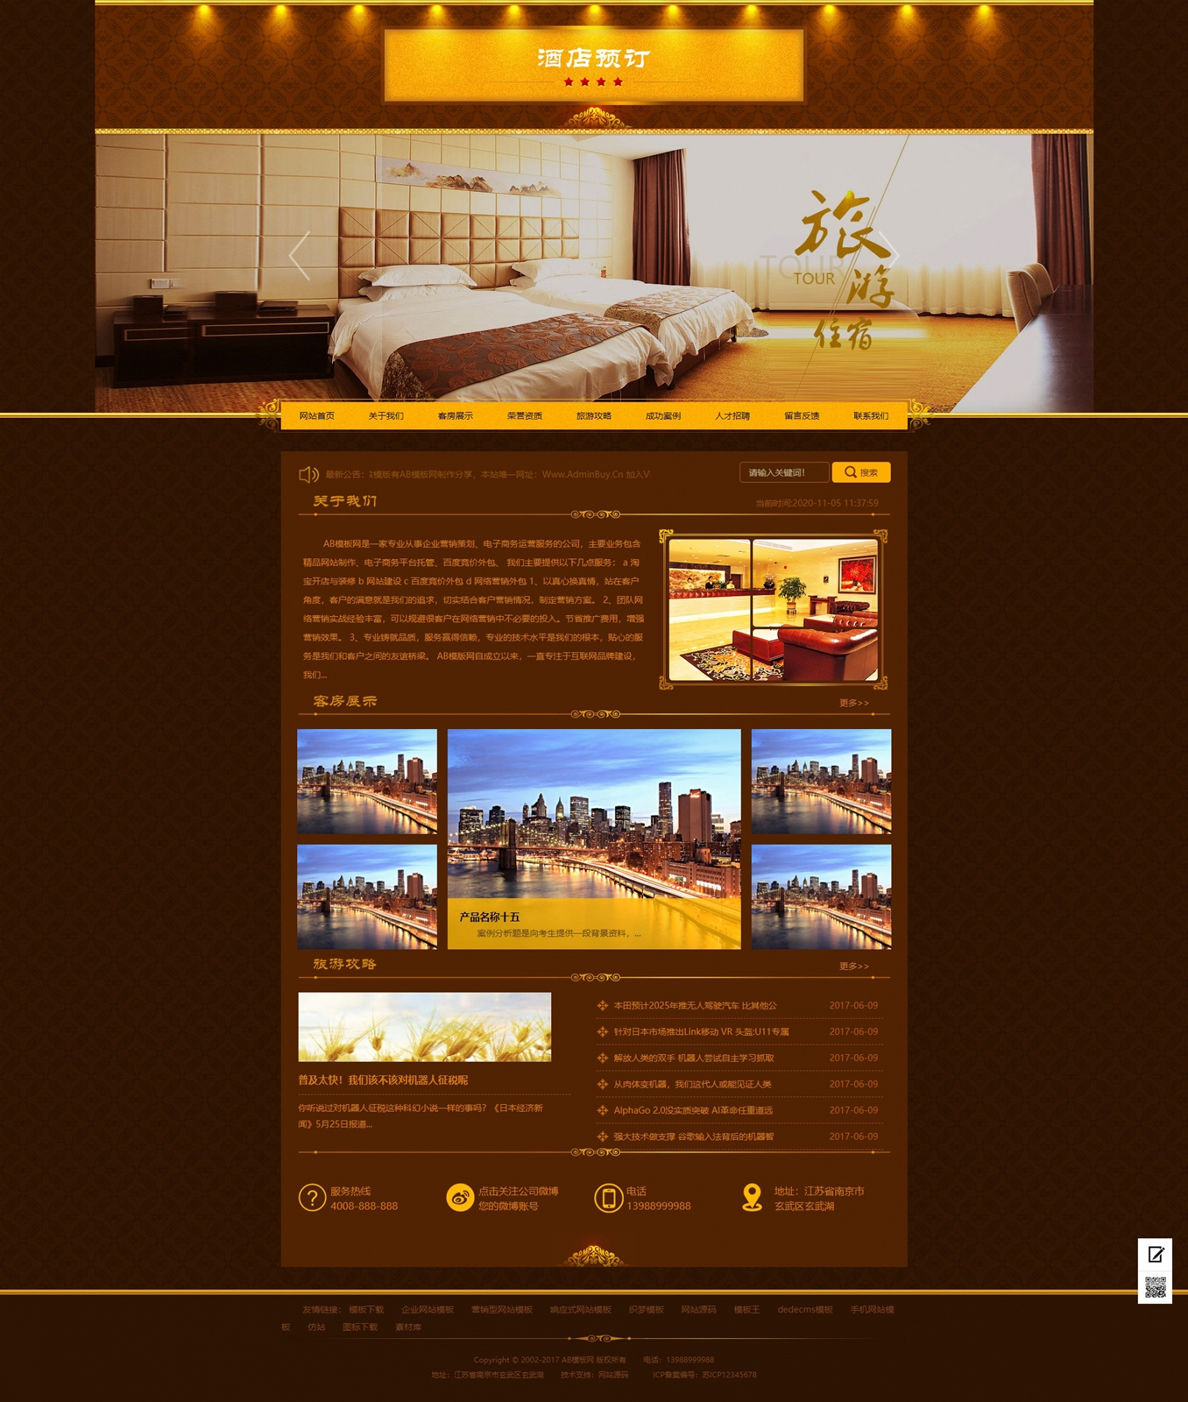 酒店预订
旅
TOUR
TOUR
游
住宿
网站首页 关于我们 客房展示 荣誉资质 旅游攻略 成功案例 人才招聘 留言反馈 联系我们
最新公告: 模板有AB模板网制作分享，本站唯一网址：Www.AdminBuy.Cn 加入V
请输入关键词！ 搜索
关于我们
当前时间:2020-11-05 11:37:59
AB模板网是一家专业从事企业营销策划、电子商务运营服务的公司，主要业务包含
精品网站制作、电子商务平台托管、百度竞价外包、 我们主要提供以下几点服务： a 淘
宝开店与装修 b 网站建设 c 百度竞价外包 d 网络营销外包 1、以真心换真情，站在客户
角度，客户的满意就是我们的追求，切实结合客户营销情况，制定营销方案。 2、团队网
络营销实战经验丰富，可以规避很客户在网络营销中不必要的投入。节省推广费用，增强
营销效果。 3、专业铸就品质，服务赢得信赖，专业的技术水平是我们的根本，贴心的服
务是我们和客户之间的友谊桥梁。 AB模版网自成立以来，一直专注于互联网品牌建设，
我们...
客房展示
更多>>
产品名称十五
案例分析题是向考生提供一段背景资料，...
旅游攻略
更多>>
本田预计2025年推无人驾驶汽车 比其他公 2017-06-09
针对日本市场推出Link移动 VR 头盔:U11专属
解放人类的双手 机器人尝试自主学习抓取 2017-06-09
从肉体变机器，我们这代人或能见证人类 2017-06-09
AlphaGo 2.0没实质突破 AI革命任重道远 2017-06-09
强大技术做支撑 谷歌输入法背后的机器智 2017-06-09
2017-06-09
普及太快！我们该不该对机器人征税呢
你听说过对机器人征税这种科幻小说一样的事吗？《日本经济新
闻》5月25日报道...
服务热线
4008-888-888
点击关注公司微博
您的微博账号
电话
13988999988
地址：江苏省南京市
玄武区玄武湖
友情链接： 模板下载 企业网站模板 营销型网站模板 响应式网站模板 织梦模板 网站源码 模板王 dedecms模板 手机网站模
板 仿站 图标下载 素材库
Copyright © 2002-2017 AB模板网 版权所有 电话：13988999988
地址：江苏省南京市玄武区玄武湖 技术支持：网站源码 ICP备案编号：苏ICP12345678